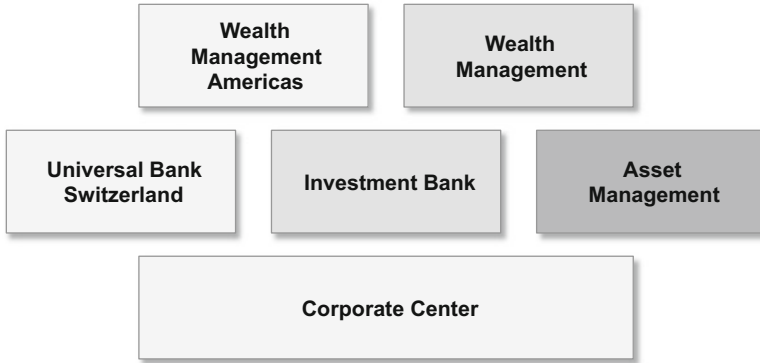 Wealth
Management
Americas
Wealth
Management
Universal Bank
Switzerland
Investment Bank
Asset
Management
Corporate Center